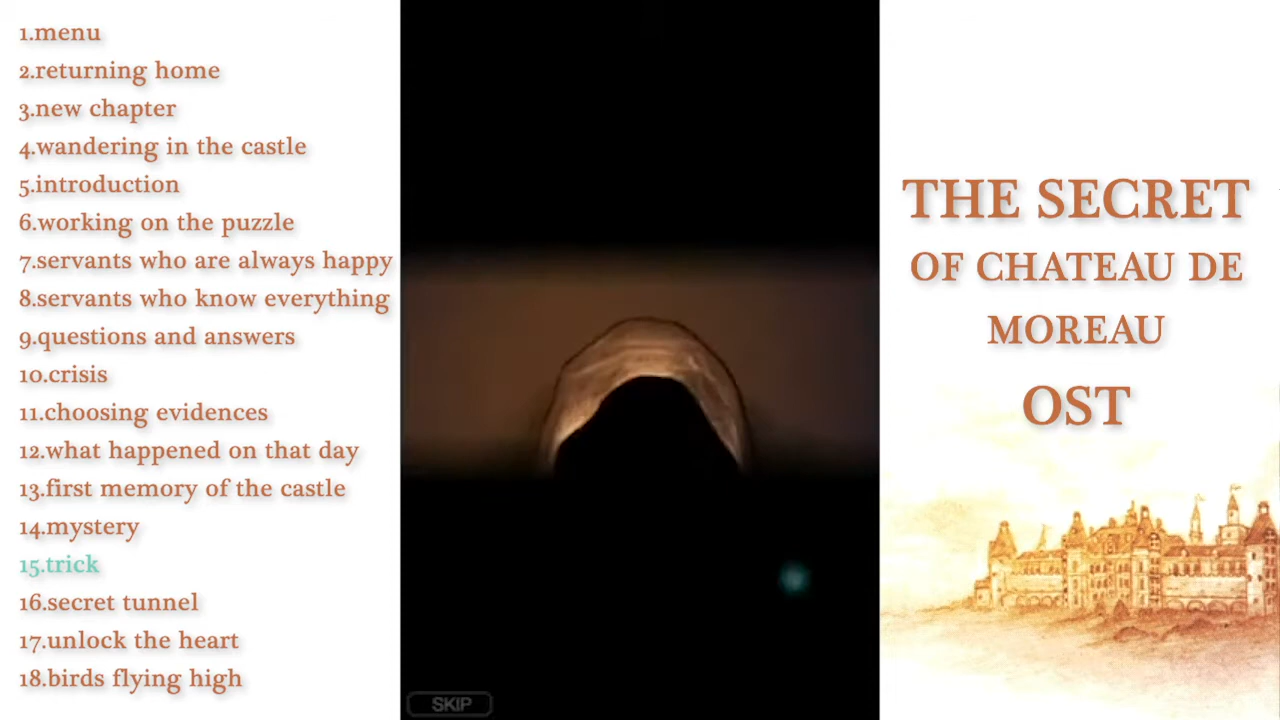 1.menu
2.returning home
3.new chapter
4.wandering in the castle
5.introduction
6.working on the puzzle
7.servants who are always happy
8.servants who know everything
9.questions and answers
10.crisis
11.choosing evidences
12.what happened on that day
13.first memory of the castle
14.mystery
15.trick
16.secret tunnel
17.unlock the heart
18.birds flying high
SKIP
THE SECRET
OF CHATEAU DE
MOREAU
OST